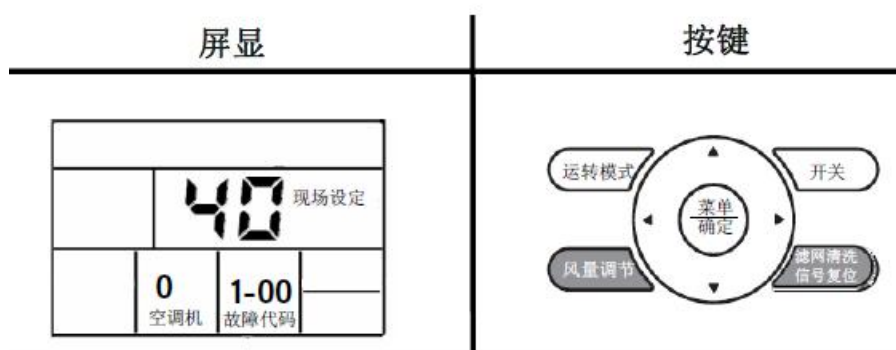 屏显
按键
40 现场设定
0
空调机
1-00
故障代码
运转模式
开关
菜单
确定
风量调节
滤网清洗
信号复位